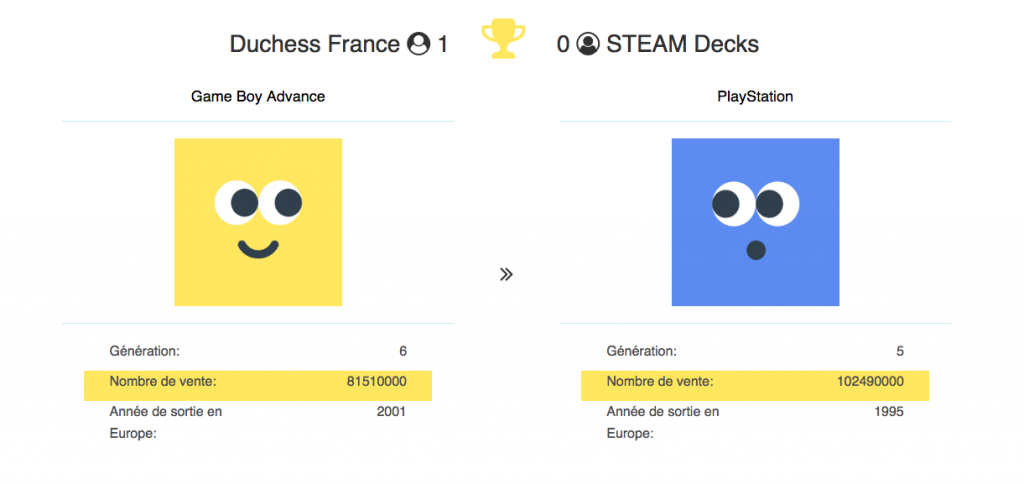 Duchess France 1 0 STEAM Decks
Game Boy Advance
PlayStation
Génération: 6
Nombre de vente: 81510000
Année de sortie en 2001
Europe:
Génération: 5
Nombre de vente: 102490000
Année de sortie en 1995
Europe: